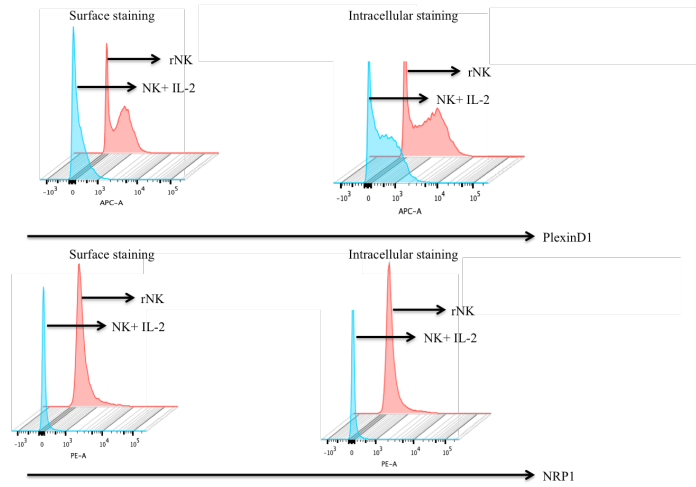 Surface staining
Intracellular staining
rNK
NK+ IL-2
rNK
NK+ IL-2
-10³ 0 10³ 10⁴ 10⁵
APC-A
-10³ 0 10³ 10⁴ 10⁵
APC-A
PlexinD1
Surface staining
Intracellular staining
rNK
NK+ IL-2
rNK
NK+ IL-2
-10³ 0 10³ 10⁴ 10⁵
PE-A
-10³ 0 10³ 10⁴ 10⁵
PE-A
NRP1